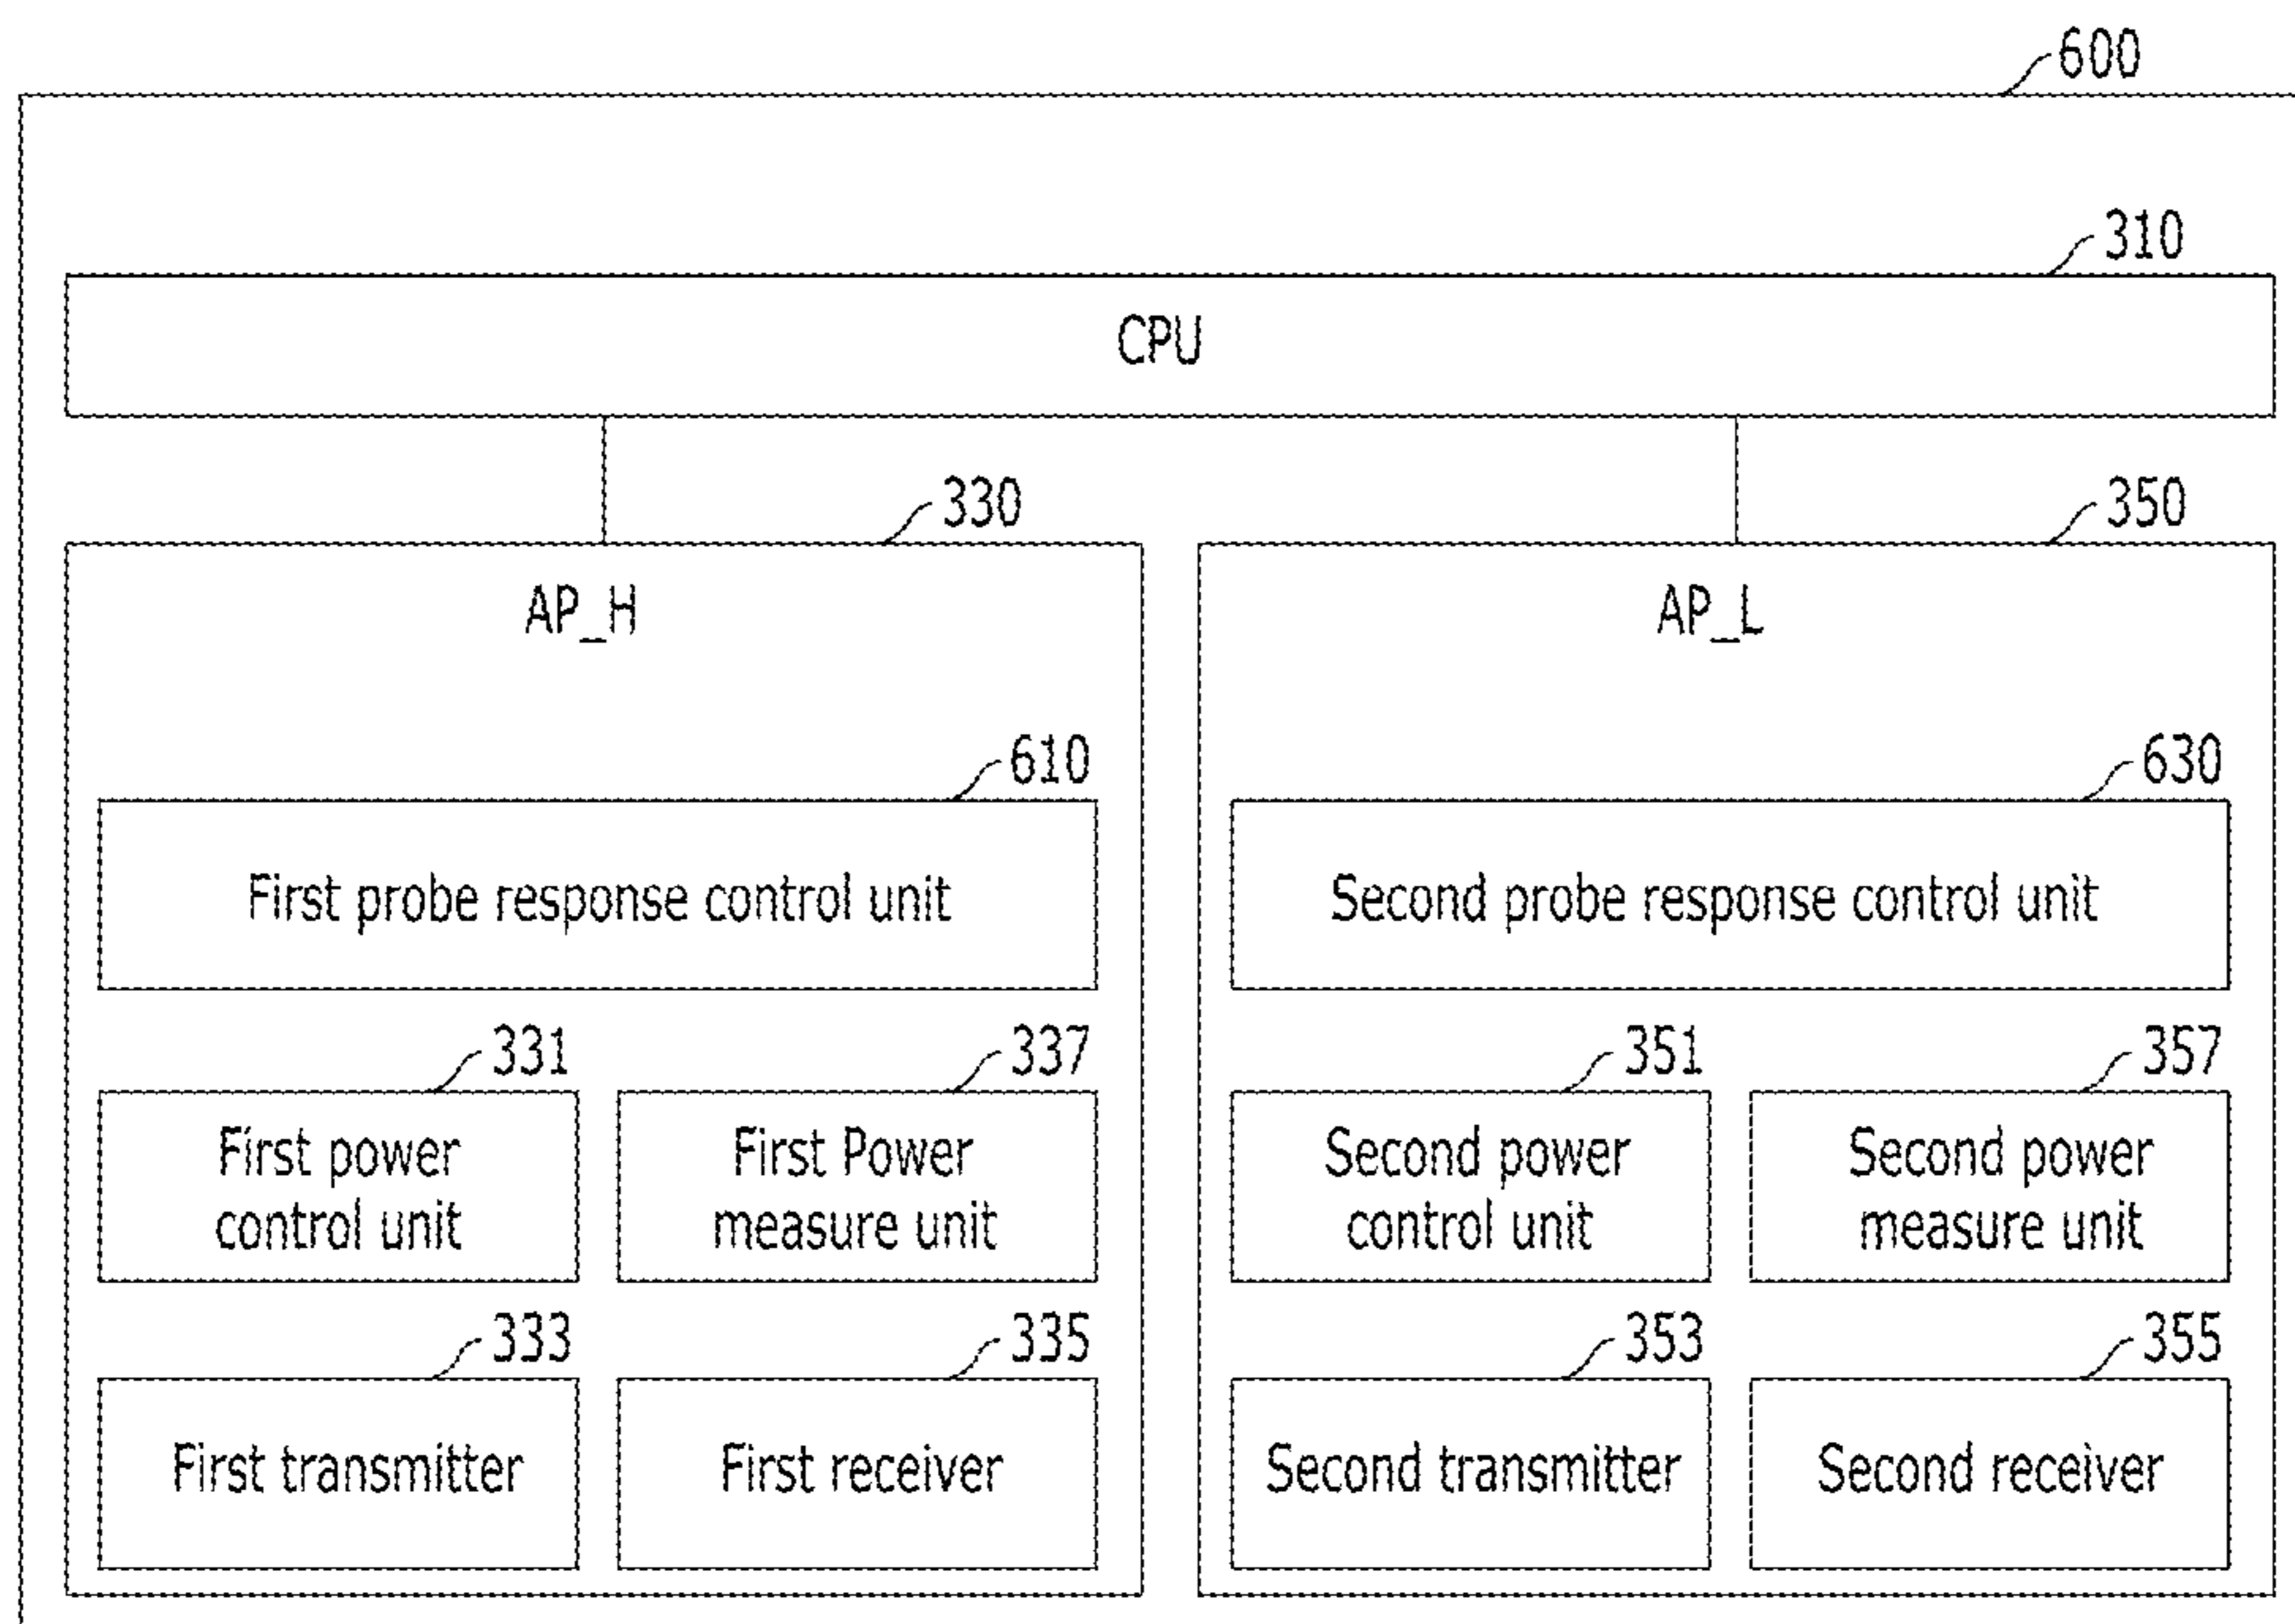 600
310
CPU
330
350
AP_H
AP_L
610
630
First probe response control unit
Second probe response control unit
331
337
351
357
First power
control unit
First Power
measure unit
Second power
control unit
Second power
measure unit
333
335
353
355
First transmitter
First receiver
Second transmitter
Second receiver